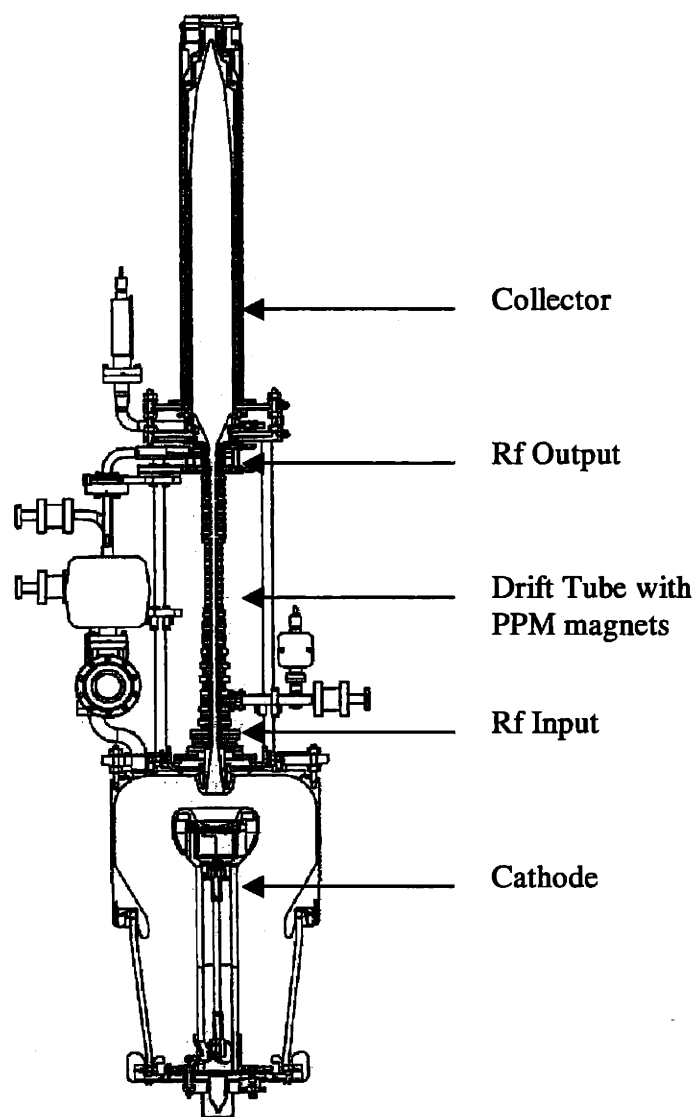 Collector
Rf Output
Drift Tube with
PPM magnets
Rf Input
Cathode